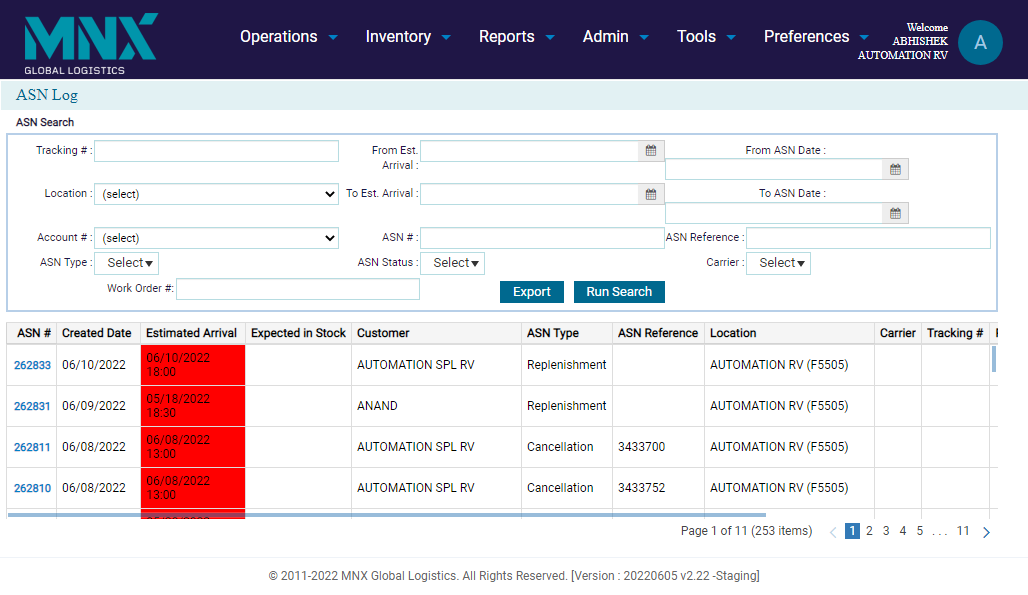 MNX
GLOBAL LOGISTICS
Operations Inventory Reports Admin Tools Preferences
Welcome
ABHISHEK
AUTOMATION RV
A
ASN Log
ASN Search
Tracking # :
From Est.
Arrival :
From ASN Date :
Location : (select)
To Est. Arrival :
To ASN Date :
Account # : (select)
ASN # :
ASN Reference :
ASN Type : Select
ASN Status : Select
Carrier : Select
Work Order #:
Export
Run Search
ASN # Created Date Estimated Arrival Expected in Stock Customer ASN Type ASN Reference Location Carrier Tracking #
262833 06/10/2022 06/10/2022 18:00 AUTOMATION SPL RV Replenishment AUTOMATION RV (F5505)
262831 06/09/2022 05/18/2022 18:30 ANAND Replenishment AUTOMATION RV (F5505)
262811 06/08/2022 06/08/2022 13:00 AUTOMATION SPL RV Cancellation 3433700 AUTOMATION RV (F5505)
262810 06/08/2022 06/08/2022 13:00 AUTOMATION SPL RV Cancellation 3433752 AUTOMATION RV (F5505)
Page 1 of 11 (253 items) 1 2 3 4 5 ... 11
© 2011-2022 MNX Global Logistics. All Rights Reserved. [Version : 20220605 v2.22 -Staging]